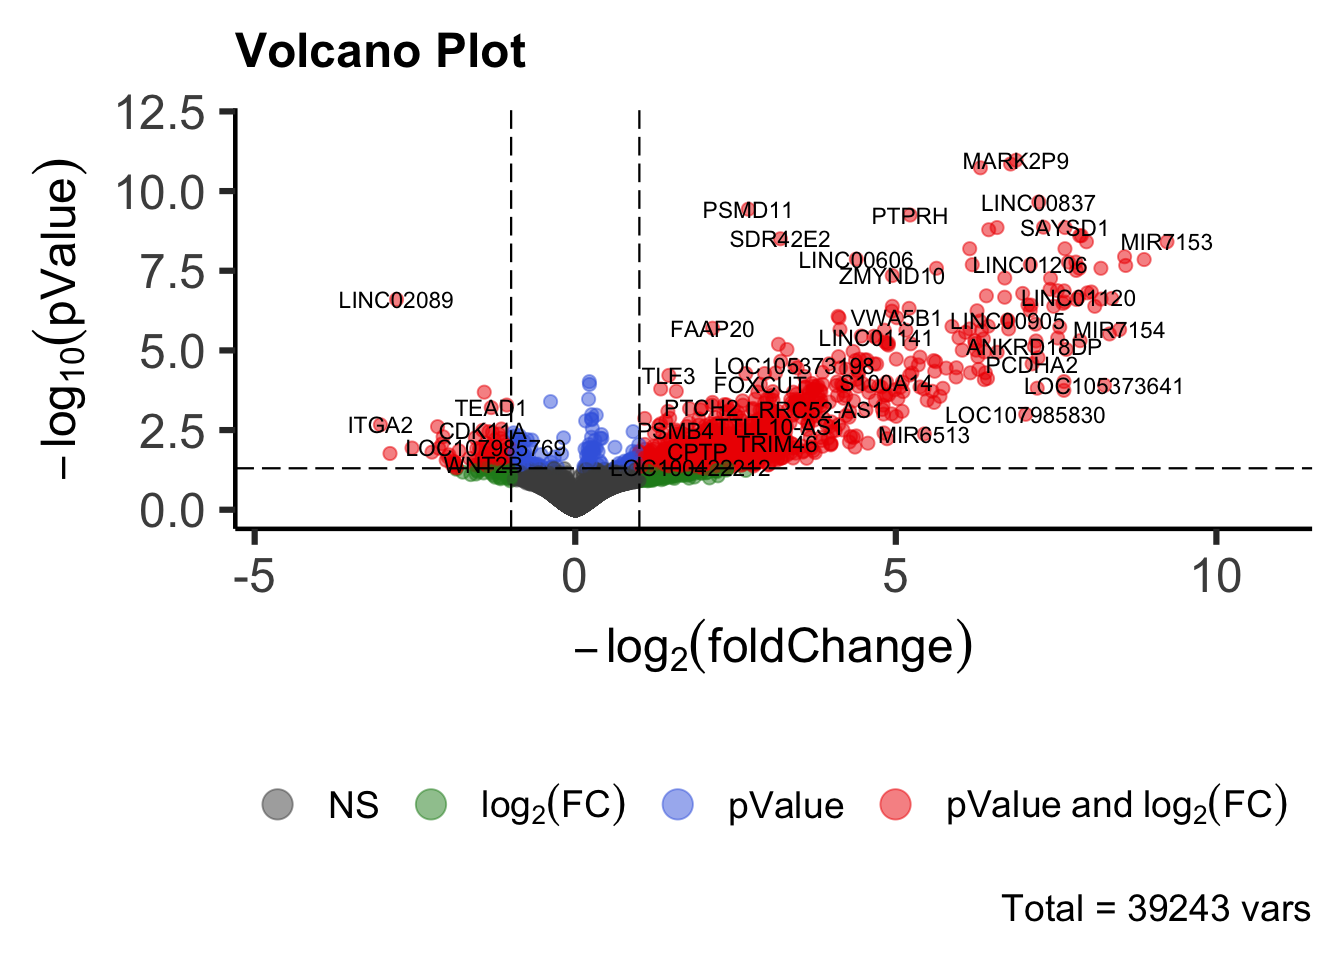 Volcano Plot
12.5
10.0
7.5
5.0
2.5
0.0
− log10(pValue)
MARK2P9
LINC00837
PSMD11
PTPRH
SAYSD1
SDR42E2
MIR7153
LINC00606
LINC01206
ZMYND10
LINC02089
LINC01120
VWA5B1
LINC00905
FAAP20
MIR7154
LINC01141
ANKRD18DP
LOC105373198
PCDHA2
TLE3
FOXCUT
S100A14
LOC105373641
TEAD1
PTCH2
LRRC52-AS1
LOC107985830
ITGA2
CDK11A
PSMB4
TTLL10-AS1
MIR6513
LOC107985769
CPTP
TRIM46
WNT2B
LOC100422212
-5
0
5
10
− log2(foldChange)
NS
log2(FC)
pValue
pValue and log2(FC)
Total = 39243 vars